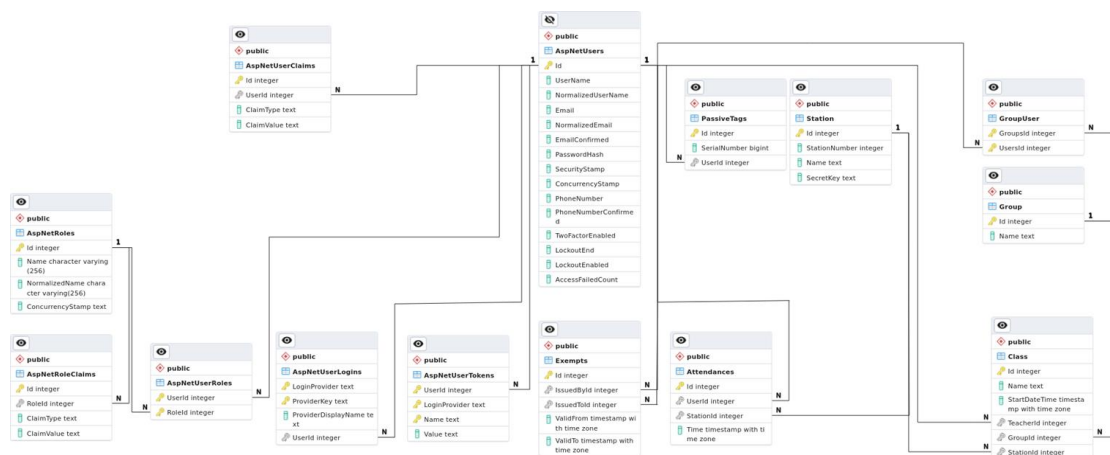 public
AspNetUserClaims
Id integer
UserId integer
ClaimType text
ClaimValue text
N
public
AspNetUsers
Id
UserName
NormalizedUserName
Email
NormalizedEmail
EmailConfirmed
PasswordHash
SecurityStamp
ConcurrencyStamp
PhoneNumber
PhoneNumberConfirme
d
TwoFactorEnabled
LockoutEnd
LockoutEnabled
AccessFailedCount
1
1
public
PassiveTags
Id integer
SerialNumber bigint
UserId integer
N
public
Station
Id integer
StationNumber integer
Name text
SecretKey text
1
public
GroupUser
GroupsId integer
UsersId integer
N
N
public
Group
Id integer
Name text
1
public
AspNetRoles
Id integer
Name character varying
(256)
NormalizedName chara
cter varying(256)
ConcurrencyStamp text
1
public
AspNetRoleClaims
Id integer
RoleId integer
ClaimType text
ClaimValue text
N
public
AspNetUserRoles
UserId integer
RoleId integer
N
N
public
AspNetUserLogins
LoginProvider text
ProviderKey text
ProviderDisplayName te
xt
UserId integer
N
public
AspNetUserTokens
UserId integer
LoginProvider text
Name text
Value text
N
public
Exempts
Id integer
IssuedById integer
IssuedToId integer
ValidFrom timestamp wi
th time zone
ValidTo timestamp with
time zone
N
N
public
Attendances
Id integer
UserId integer
StationId integer
Time timestamp with ti
me zone
N
N
public
Class
Id integer
Name text
StartDateTime timesta
mp with time zone
TeacherId integer
GroupId integer
StationId integer
N
N
N